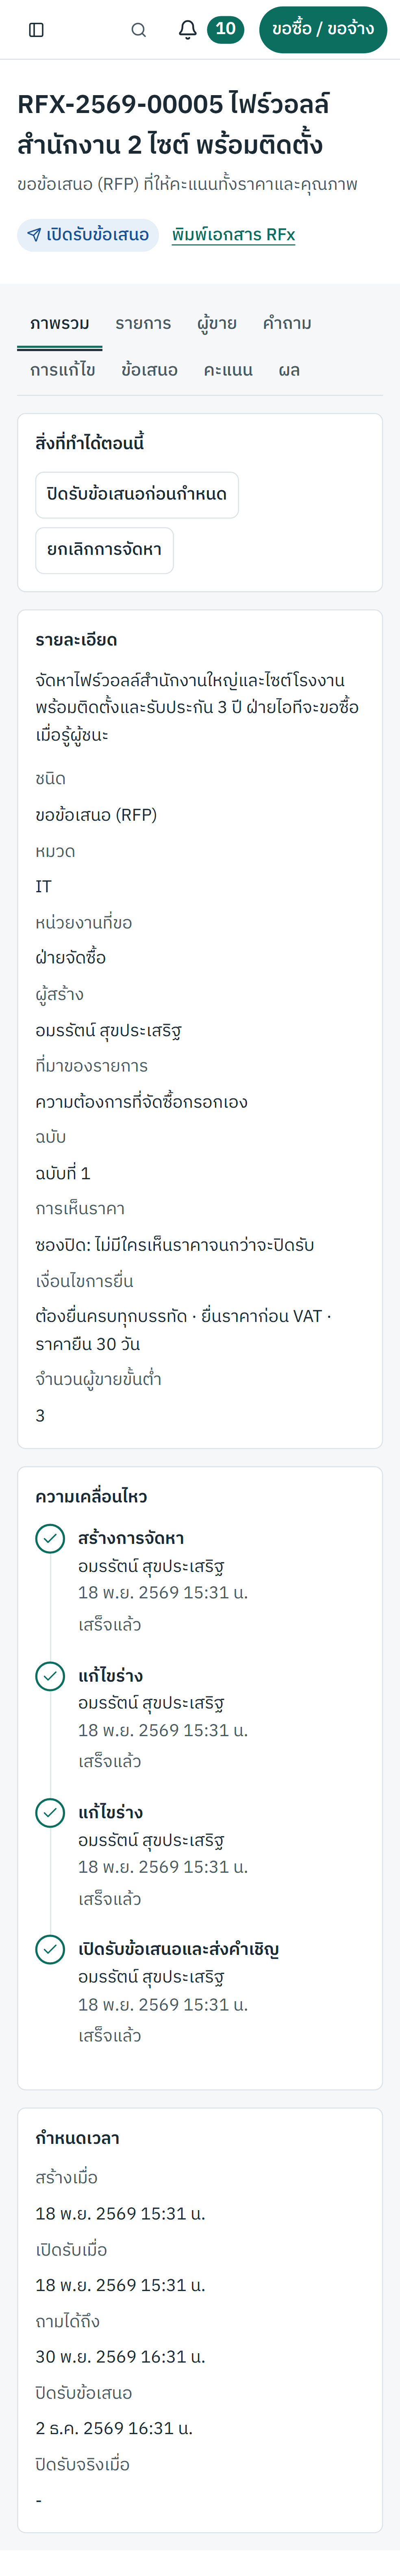 10
ขอซื้อ / ขอจ้าง
RFX-2569-00005 ไฟร์วอลล์
สำนักงาน 2 ไซต์ พร้อมติดตั้ง
ขอข้อเสนอ (RFP) ที่ให้คะแนนทั้งราคาและคุณภาพ
เปิดรับข้อเสนอ
พิมพ์เอกสาร RFx
ภาพรวม รายการ ผู้ขาย คำถาม
การแก้ไข ข้อเสนอ คะแนน ผล
สิ่งที่ทำได้ตอนนี้
ปิดรับข้อเสนอก่อนกำหนด
ยกเลิกการจัดหา
รายละเอียด
จัดหาไฟร์วอลล์สำนักงานใหญ่และไซต์โรงงาน
พร้อมติดตั้งและรับประกัน 3 ปี ฝ่ายไอทีจะขอซื้อ
เมื่อรู้ผู้ชนะ
ชนิด
ขอข้อเสนอ (RFP)
หมวด
IT
หน่วยงานที่ขอ
ฝ่ายจัดซื้อ
ผู้สร้าง
อมรรัตน์ สุขประเสริฐ
ที่มาของรายการ
ความต้องการที่จัดซื้อกรอกเอง
ฉบับ
ฉบับที่ 1
การเห็นราคา
ซองปิด: ไม่มีใครเห็นราคาจนกว่าจะปิดรับ
เงื่อนไขการยื่น
ต้องยื่นครบทุกบรรทัด · ยื่นราคาก่อน VAT ·
ราคายืน 30 วัน
จำนวนผู้ขายขั้นต่ำ
3
ความเคลื่อนไหว
สร้างการจัดหา
อมรรัตน์ สุขประเสริฐ
18 พ.ย. 2569 15:31 น.
เสร็จแล้ว
แก้ไขร่าง
อมรรัตน์ สุขประเสริฐ
18 พ.ย. 2569 15:31 น.
เสร็จแล้ว
แก้ไขร่าง
อมรรัตน์ สุขประเสริฐ
18 พ.ย. 2569 15:31 น.
เสร็จแล้ว
เปิดรับข้อเสนอและส่งคำเชิญ
อมรรัตน์ สุขประเสริฐ
18 พ.ย. 2569 15:31 น.
เสร็จแล้ว
กำหนดเวลา
สร้างเมื่อ
18 พ.ย. 2569 15:31 น.
เปิดรับเมื่อ
18 พ.ย. 2569 15:31 น.
ถามได้ถึง
30 พ.ย. 2569 16:31 น.
ปิดรับข้อเสนอ
2 ธ.ค. 2569 16:31 น.
ปิดรับจริงเมื่อ
-